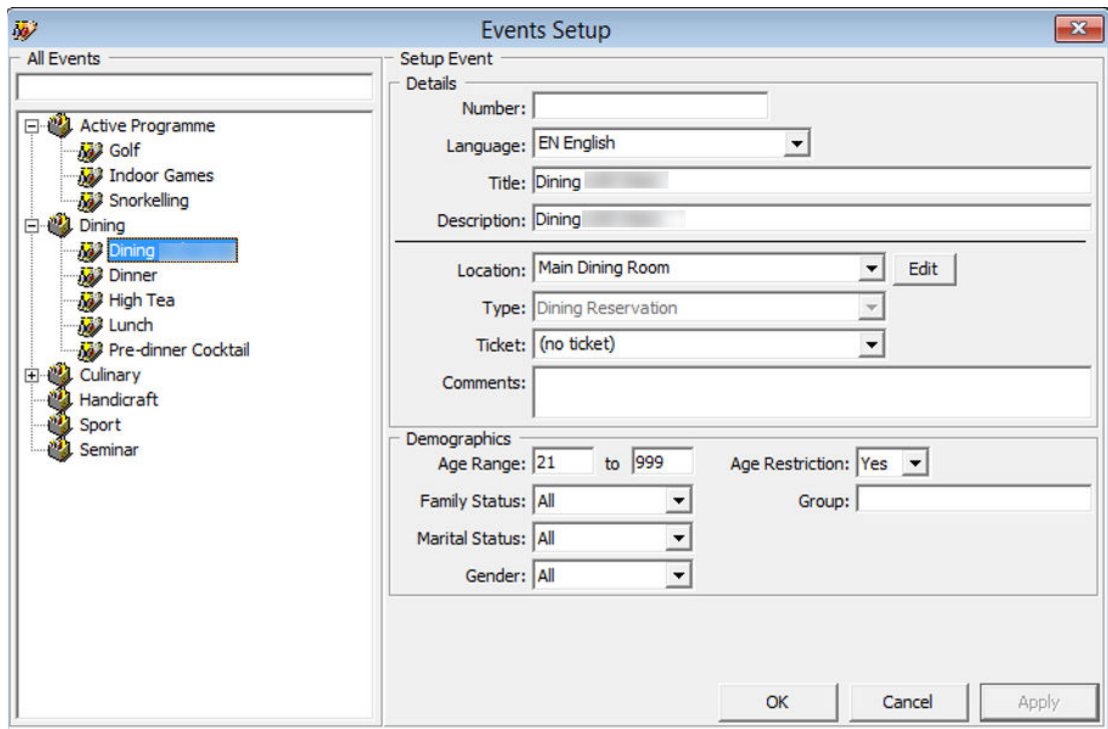 Events Setup
All Events
Active Programme
Golf
Indoor Games
Snorkelling
Dining
Dining
Dinner
High Tea
Lunch
Pre-dinner Cocktail
Culinary
Handicraft
Sport
Seminar
Setup Event
Details
Number:
Language: EN English
Title: Dining
Description: Dining
Location: Main Dining Room Edit
Type: Dining Reservation
Ticket: (no ticket)
Comments:
Demographics
Age Range: 21 to 999 Age Restriction: Yes
Family Status: All Group:
Marital Status: All
Gender: All
OK Cancel Apply